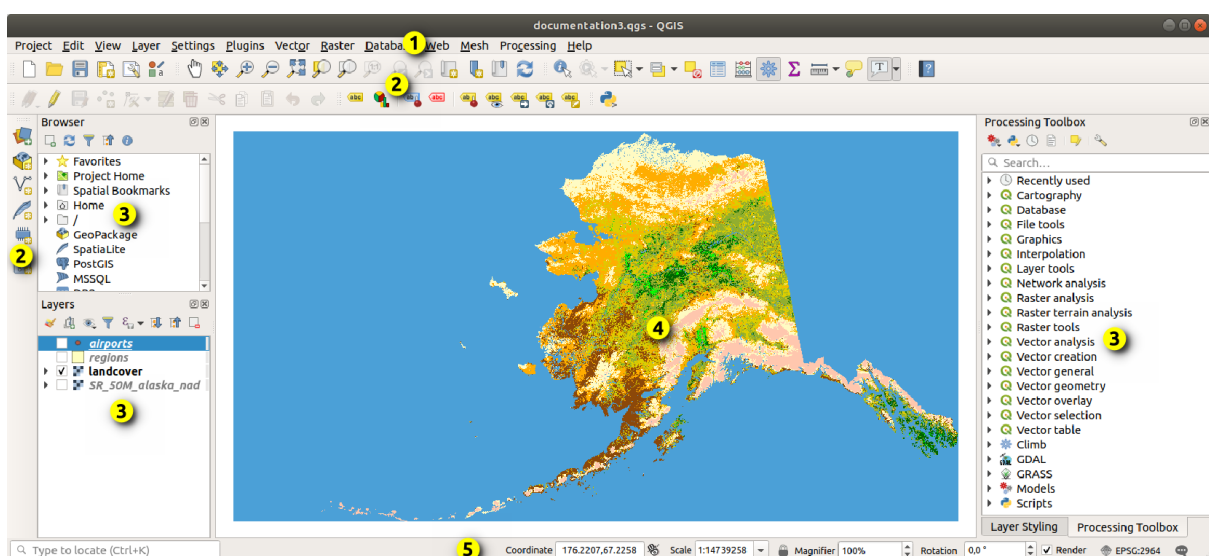 documentation3.qgs - QGIS
Project Edit View Layer Settings Plugins Vector Raster Databas 1 Web Mesh Processing Help
2
abc abc
Browser
Favorites
Project Home
Spatial Bookmarks
Home
/
3
GeoPackage
SpatiaLite
PostGIS
MSSQL
2
Layers
airports
regions
landcover
SR_50M_alaska_nad
3
4
Processing Toolbox
Search...
Recently used
Cartography
Database
File tools
Graphics
Interpolation
Layer tools
Network analysis
Raster analysis
Raster terrain analysis
Raster tools
Vector analysis
3
Vector creation
Vector general
Vector geometry
Vector overlay
Vector selection
Vector table
Climb
GDAL
GRASS
Models
Scripts
Layer Styling Processing Toolbox
Type to locate (Ctrl+K) 5 Coordinate 176.2207,67.2258 Scale 1:14739258 Magnifier 100% Rotation 0,0 ° Render EPSG:2964